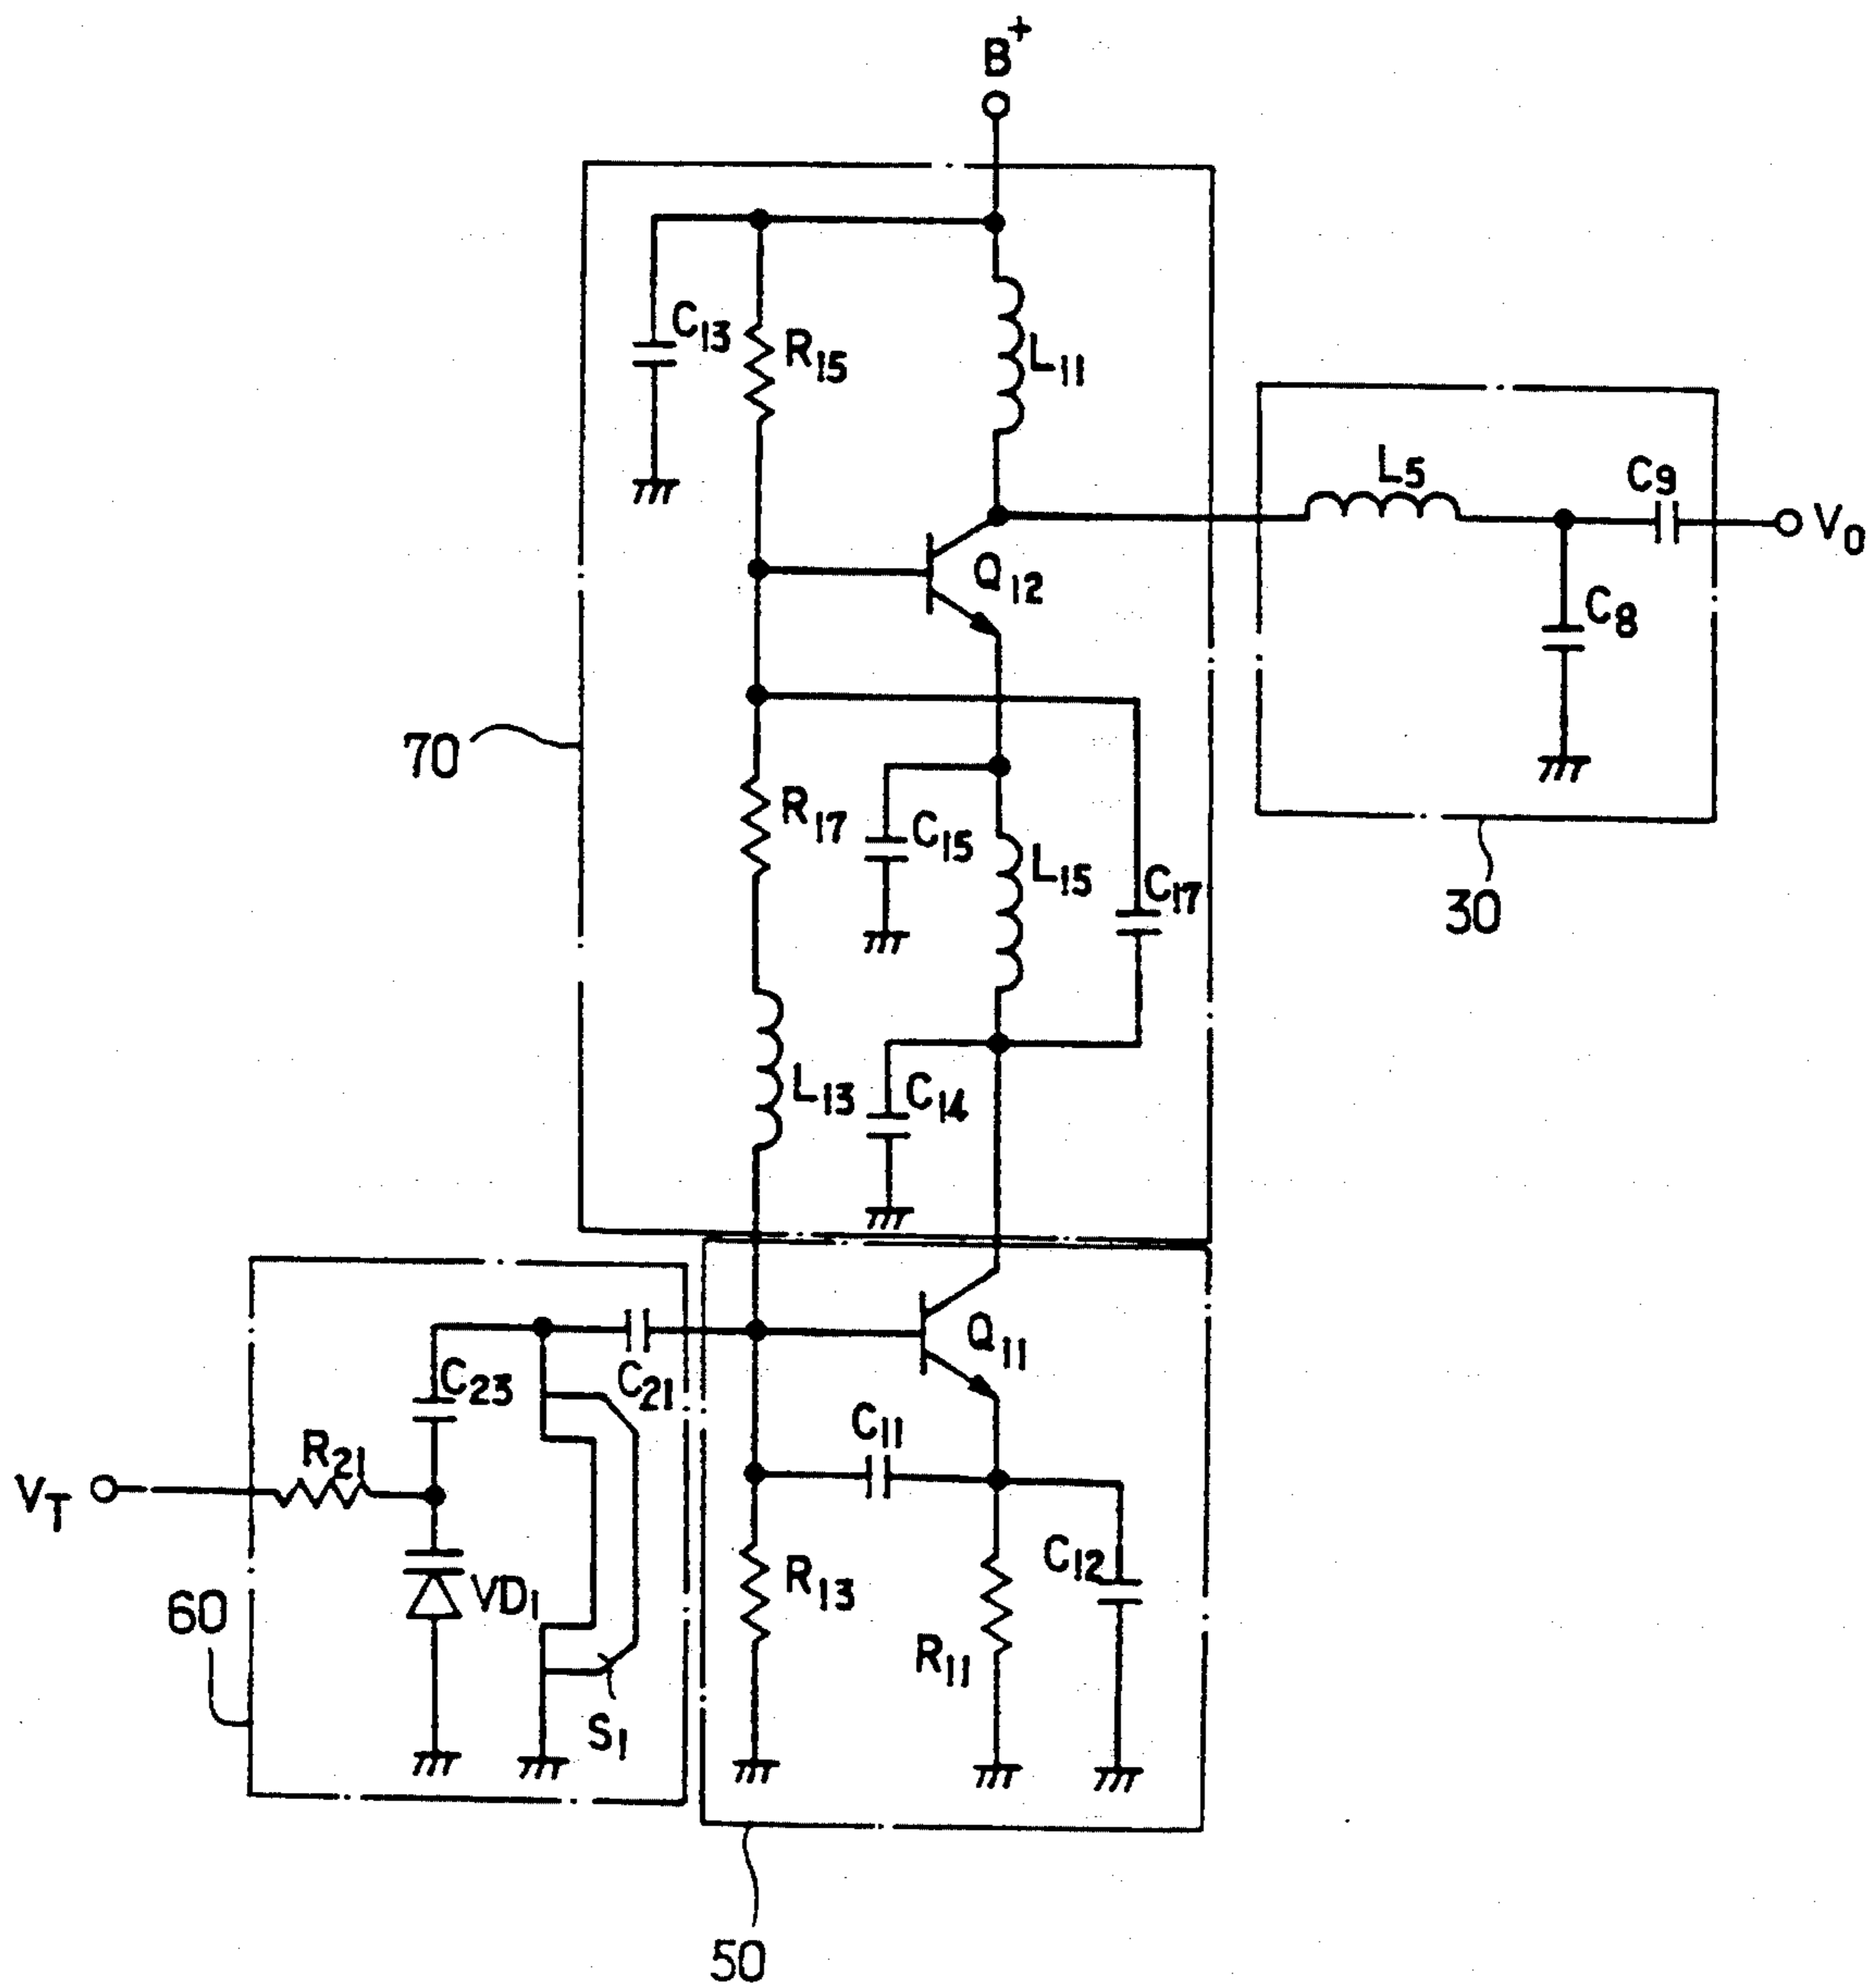 B+
C13
R15
L11
L5
C9
V0
Q12
C8
70
R17
C15
L15
C17
30
L13
C14
Q11
C23
C21
C11
R21
VT
C12
R13
VD1
60
R11
S1
50